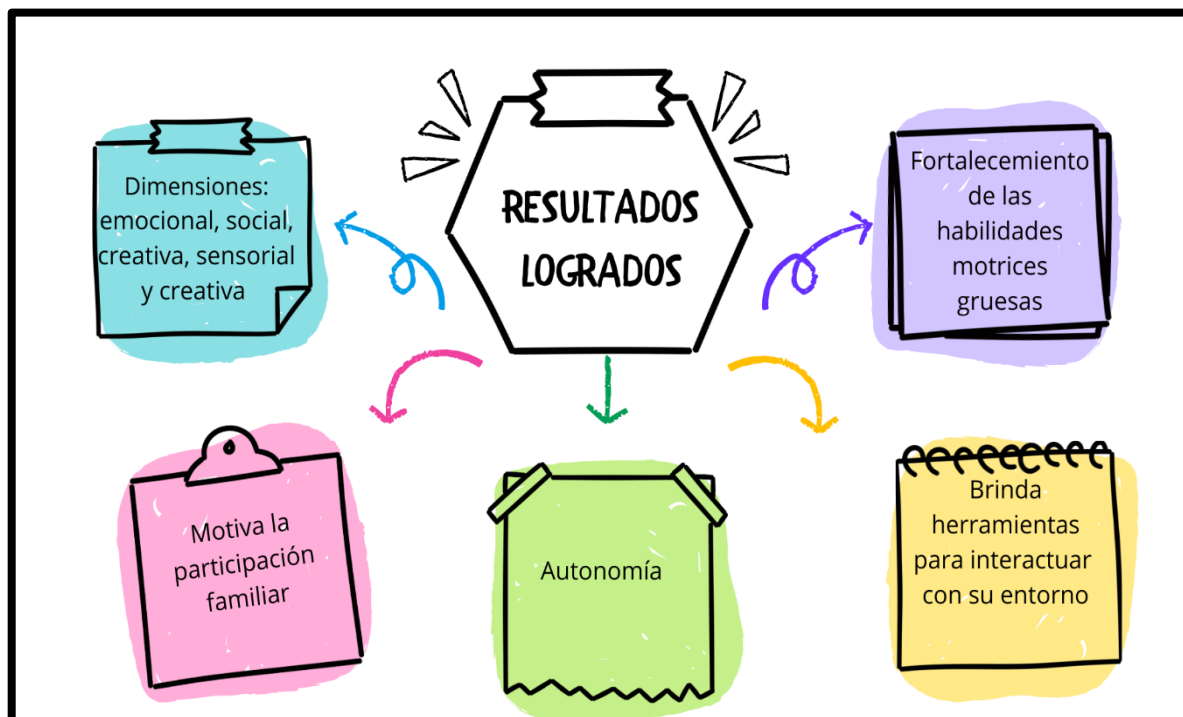 RESULTADOS
LOGRADOS
Dimensiones:
emocional, social,
creativa, sensorial
y creativa
Fortalecemiento
de las
habilidades
motrices
gruesas
Motiva la
participación
familiar
Autonomía
Brinda
herramientas
para interactuar
con su entorno